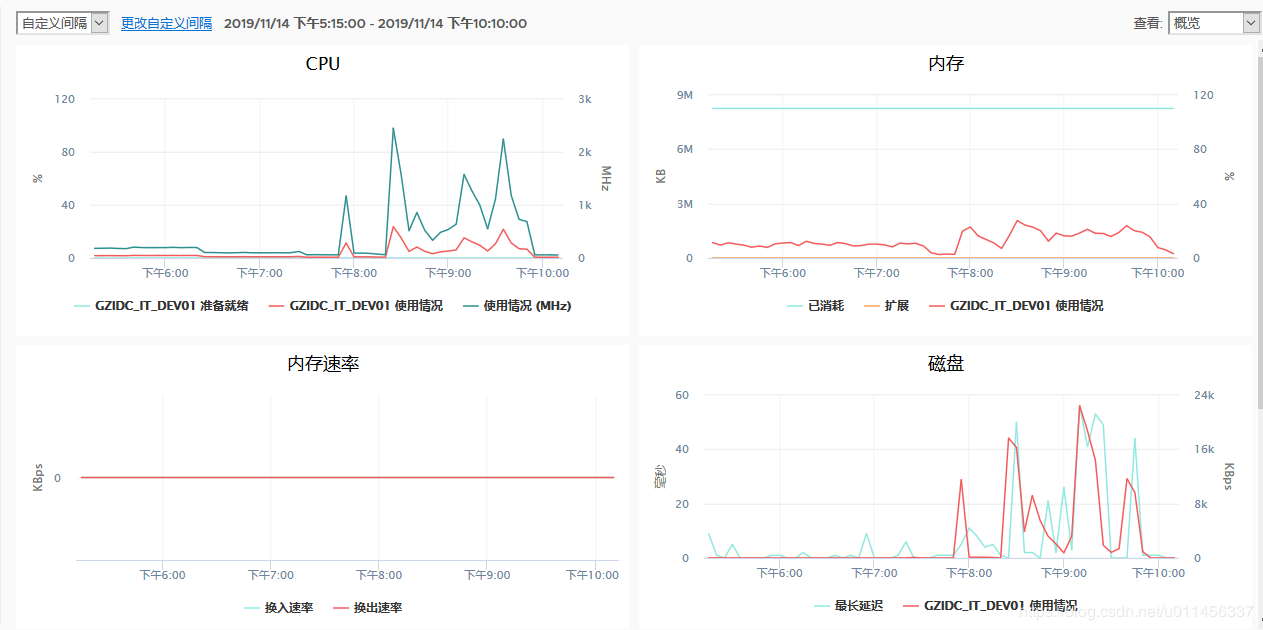 自定义间隔 更改自定义间隔 2019/11/14 下午5:15:00 - 2019/11/14 下午10:10:00 查看: 概览
CPU
120 3k
80 2k
% MHz
40 1k
0 0
下午6:00 下午7:00 下午8:00 下午9:00 下午10:00
GZIDC_IT_DEV01 准备就绪 GZIDC_IT_DEV01 使用情况 使用情况 (MHz)
内存
9M 120
6M 80
KB %
3M 40
0 0
下午6:00 下午7:00 下午8:00 下午9:00 下午10:00
已消耗 扩展 GZIDC_IT_DEV01 使用情况
内存速率
KBps 0
下午6:00 下午7:00 下午8:00 下午9:00 下午10:00
换入速率 换出速率
磁盘
60 24k
40 16k
毫秒 KBps
20 8k
0 0
下午6:00 下午7:00 下午8:00 下午9:00 下午10:00
最长延迟 GZIDC_IT_DEV01 使用情况
https://blog.csdn.net/u011456337